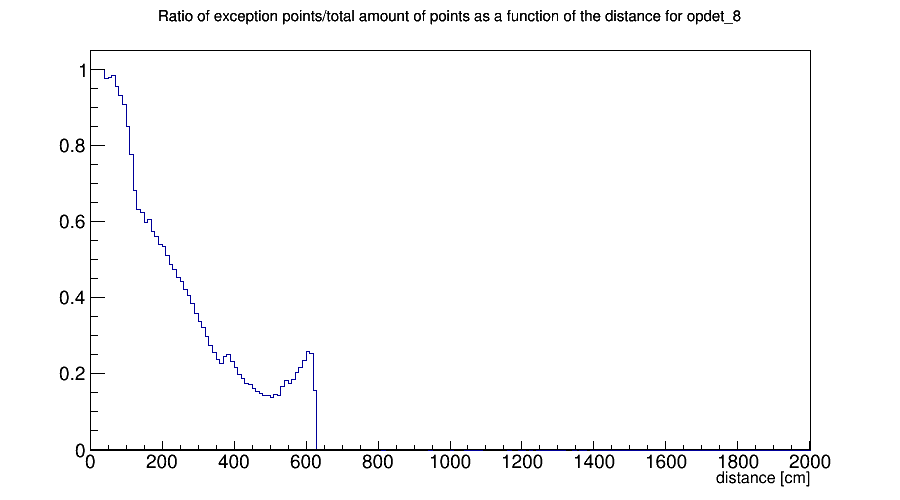 Ratio of exception points/total amount of points as a function of the distance for opdet_8
1
0.8
0.6
0.4
0.2
0
0 200 400 600 800 1000 1200 1400 1600 1800 2000
distance [cm]